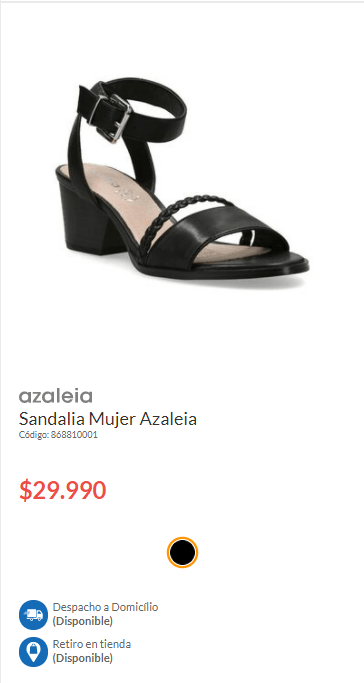 azaleia
Sandalia Mujer Azaleia
Código: 868810001
$29.990
Despacho a Domicilio
(Disponible)
Retiro en tienda
(Disponible)